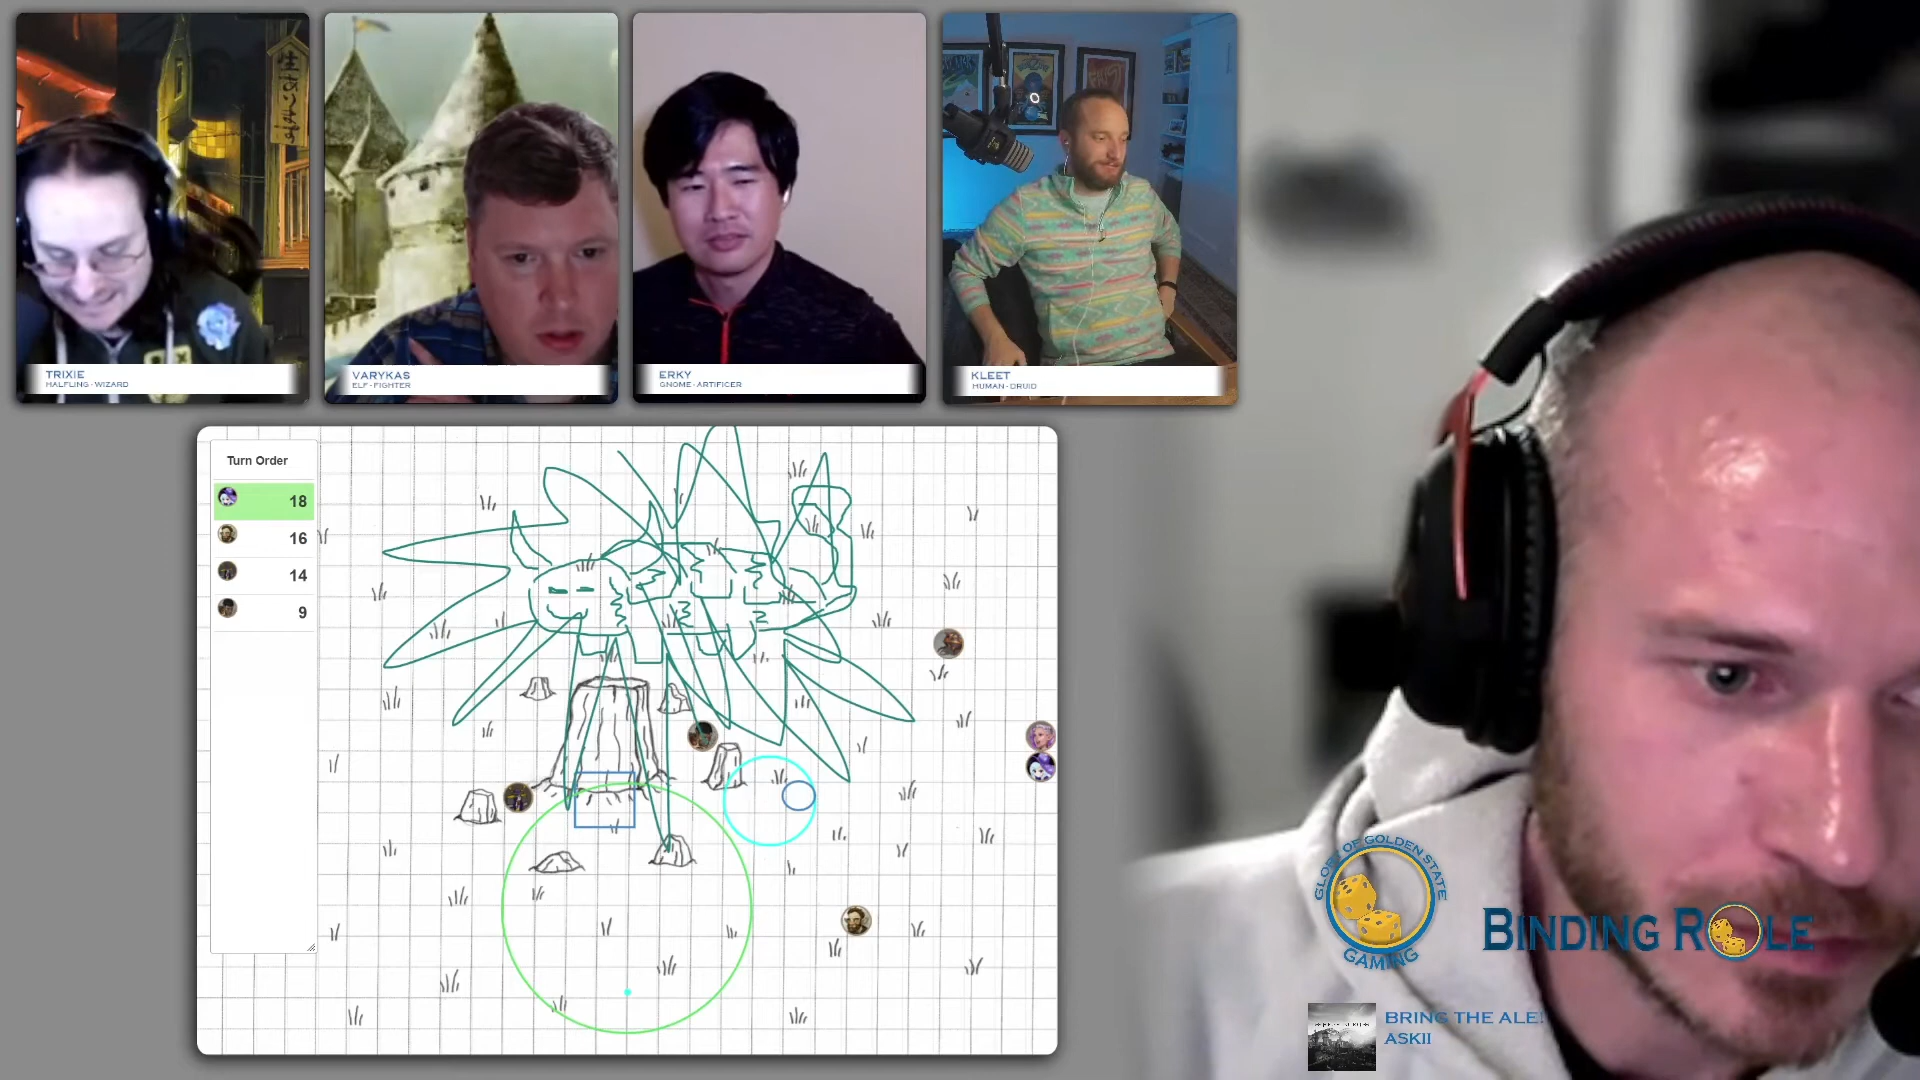 TRIXIE
HALFLING - WIZARD
VARYKAS
ELF - FIGHTER
ERKY
GNOME - ARTIFICER
KLEET
HUMAN - DRUID
Turn Order
18
16
14
9
GLORY OF GOLDEN STATE
GAMING
BINDING ROLE
BRING THE ALE!
ASKII